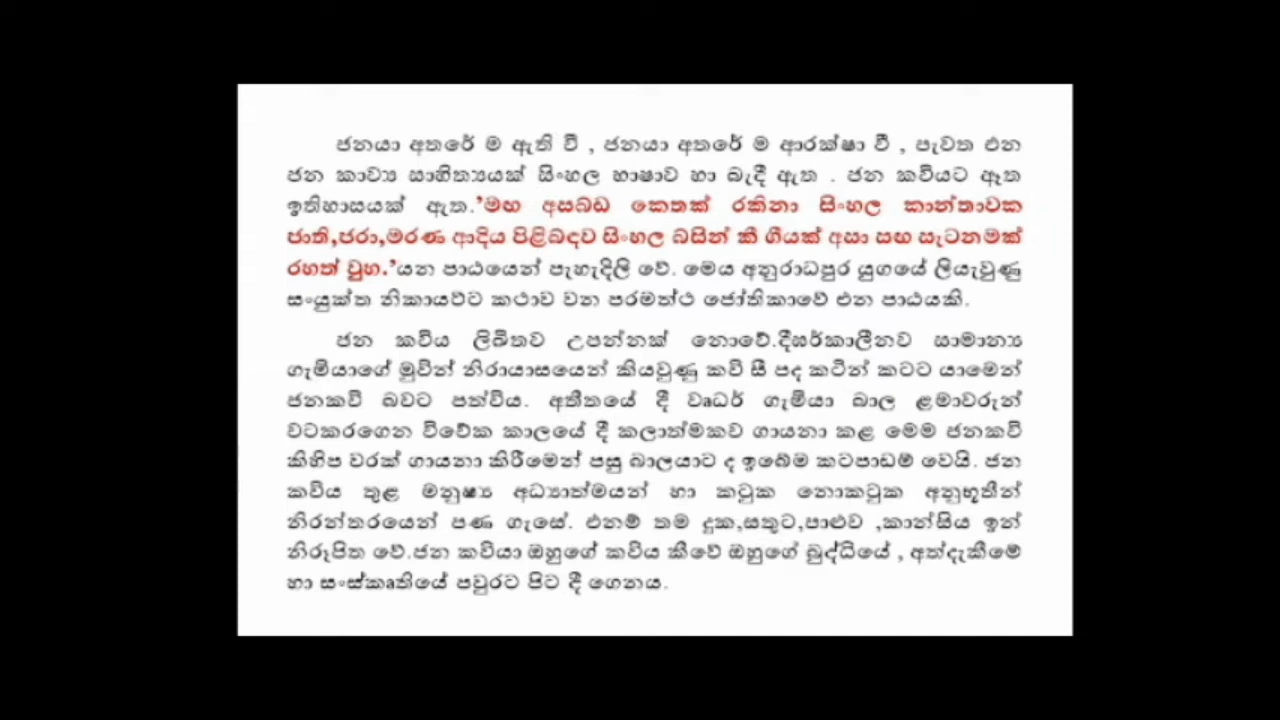 ජනයා අතරේ ම ඇති වී , ජනයා අතරේ ම ආරක්ෂා වී , පැවත එන
ජන කාව්‍ය සාහිත්‍යයක් සිංහල භාෂාව හා බැදී ඇත . ජන කවියට ඈත
ඉතිහාසයක් ඇත.'මඟ අසබඩ කෙතක් රකිනා සිංහල කාන්තාවක
ජාති,ජරා,මරණ ආදිය පිළිබඳව සිංහල බසින් කී ගීයක් අසා සඟ සැටනමක්
රහත් වූහ.'යන පාඨයෙන් පැහැදිලි වේ. මෙය අනුරාධපුර යුගයේ ලියැවුණු
සංයුක්ත නිකායට්ට කථාව වන පරමත්ථ ජෝතිකාවේ එන පාඨයකි.
ජන කවිය ලිඛිතව උපන්නක් නොවේ.දීඝර්කාලීනව සාමාන්‍ය
ගැමියාගේ මුවින් නිරායාසයෙන් කියවුණු කවි සී පද කටින් කටට යාමෙන්
ජනකවි බවට පත්විය. අතීතයේ දී වෘධර් ගැමියා බාල ළමාවරුන්
වටකරගෙන විවේක කාලයේ දී කලාත්මකව ගායනා කළ මෙම ජනකවි
කිහිප වරක් ගායනා කිරීමෙන් පසු බාලයාට ද ඉබේම කටපාඩම් වෙයි. ජන
කවිය තුළ මනුෂ්‍ය අධ්‍යාත්මයන් හා කටුක නොකටුක අනුභූතීන්
නිරන්තරයෙන් පණ ගැසේ. එනම් තම දුක,සතුට,පාළුව ,කාන්සිය ඉන්
නිරූපිත වේ.ජන කවියා ඔහුගේ කවිය කීවේ ඔහුගේ බුද්ධියේ , අත්දැකීමේ
හා සංස්කෘතියේ පවුරට පිට දී ගෙනය.